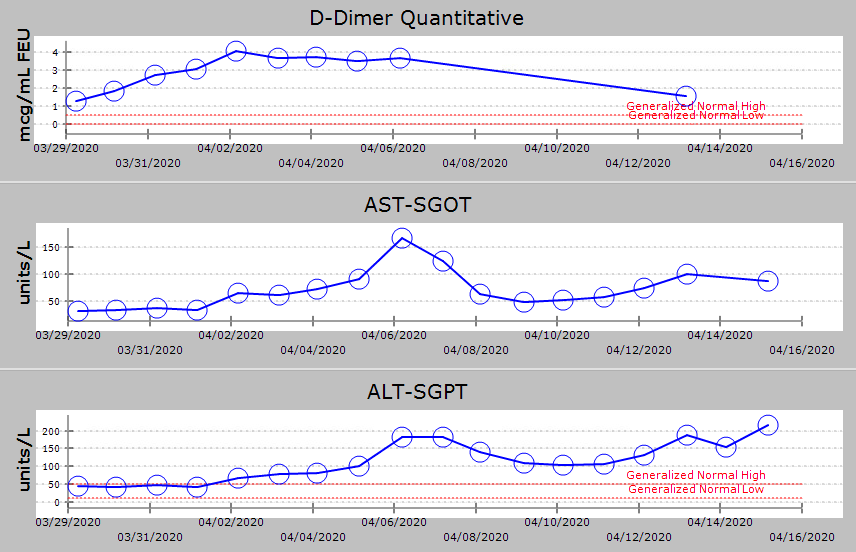 D-Dimer Quantitative
mcg/mL FEU
4
3
2
1
0
Generalized Normal High
Generalized Normal Low
03/29/2020 04/02/2020 04/06/2020 04/10/2020 04/14/2020
03/31/2020 04/04/2020 04/08/2020 04/12/2020 04/16/2020
AST-SGOT
units/L
150
100
50
03/29/2020 04/02/2020 04/06/2020 04/10/2020 04/14/2020
03/31/2020 04/04/2020 04/08/2020 04/12/2020 04/16/2020
ALT-SGPT
units/L
200
150
100
50
0
Generalized Normal High
Generalized Normal Low
03/29/2020 04/02/2020 04/06/2020 04/10/2020 04/14/2020
03/31/2020 04/04/2020 04/08/2020 04/12/2020 04/16/2020